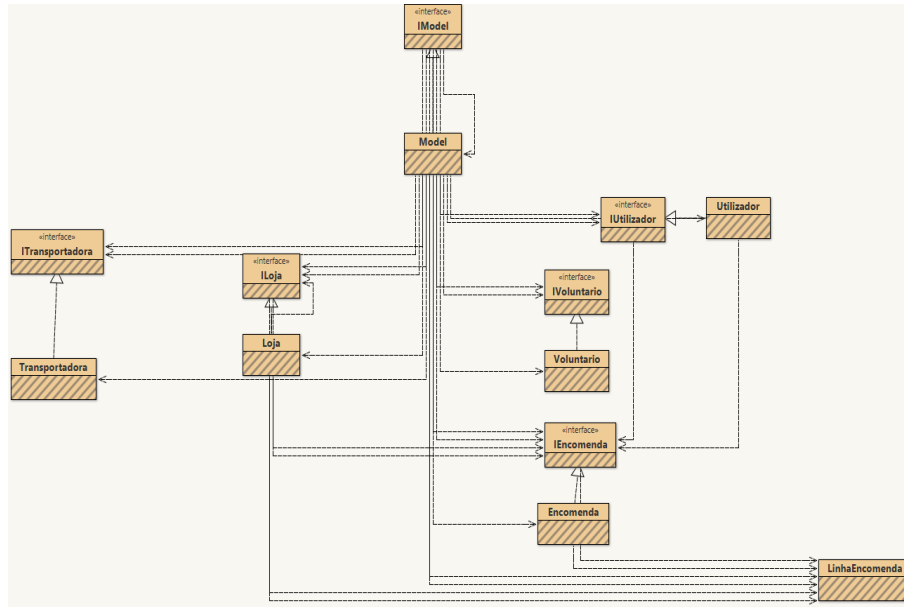 «interface»
IModel
Model
«interface»
IUtilizador
Utilizador
«interface»
ITransportadora
«interface»
ILoja
«interface»
IVoluntario
Loja
Voluntario
Transportadora
«interface»
IEncomenda
Encomenda
LinhaEncomenda